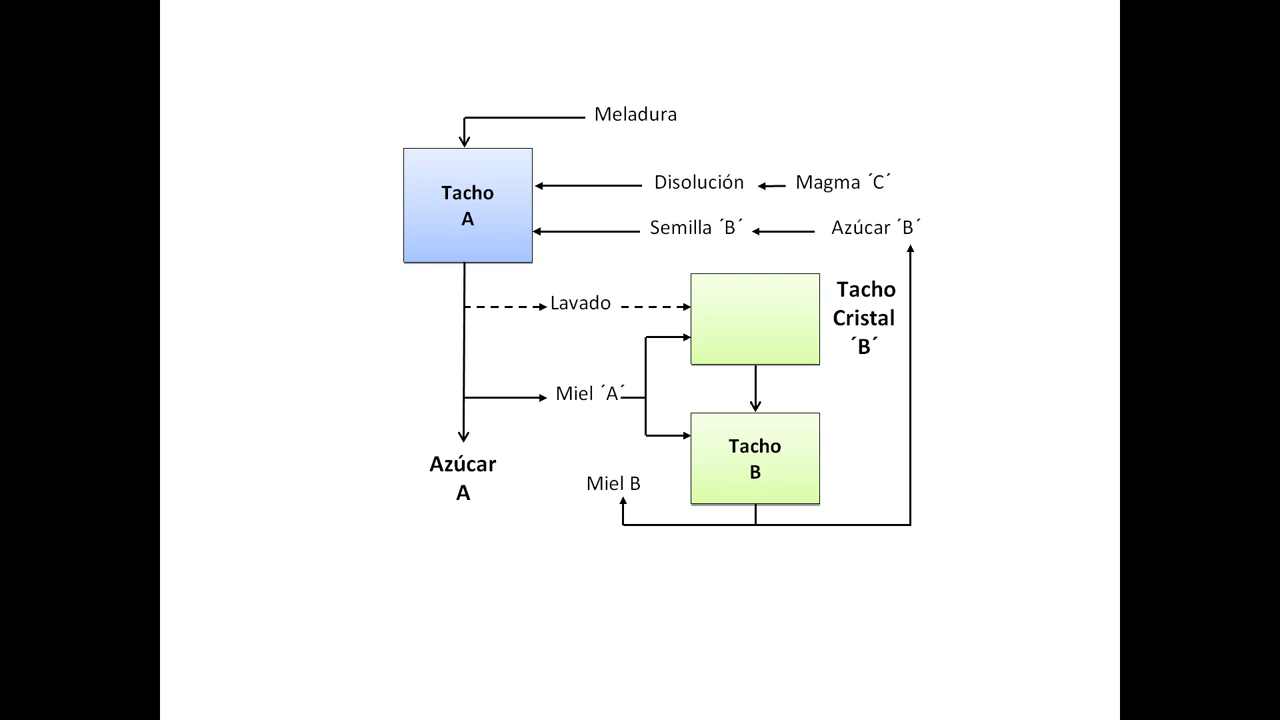 Meladura
Tacho
A
Disolución
Magma ´C´
Semilla ´B´
Azúcar ´B´
Lavado
Tacho
Cristal
´B´
Miel ´A´
Tacho
B
Azúcar
A
Miel B